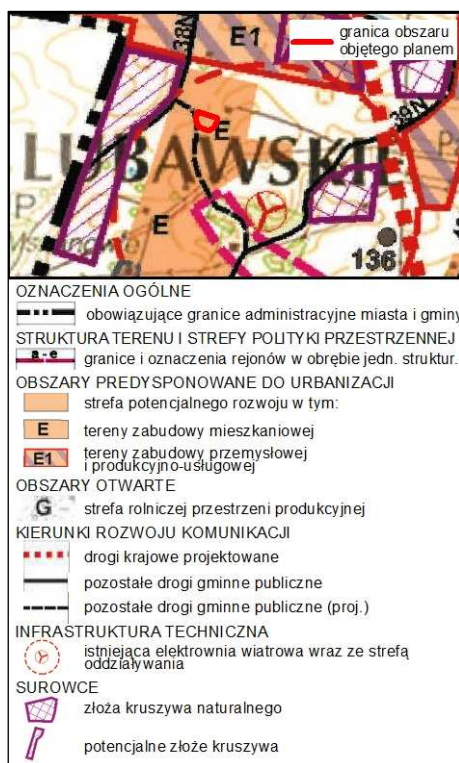 38N
E1
granica obszaru
objętego planem
39N
E
LUBAWSKIE
P
E
136
OZNACZENIA OGÓLNE
obowiązujące granice administracyjne miasta i gminy
STRUKTURA TERENU I STREFY POLITYKI PRZESTRZENNEJ
a - e
granice i oznaczenia rejonów w obrębie jedn. struktur.
OBSZARY PREDYSPONOWANE DO URBANIZACJI
strefa potencjalnego rozwoju w tym:
E
tereny zabudowy mieszkaniowej
E1
tereny zabudowy przemysłowej
i produkcyjno-usługowej
OBSZARY OTWARTE
G
strefa rolniczej przestrzeni produkcyjnej
KIERUNKI ROZWOJU KOMUNIKACJI
drogi krajowe projektowane
pozostałe drogi gminne publiczne
pozostałe drogi gminne publiczne (proj.)
INFRASTRUKTURA TECHNICZNA
istniejąca elektrownia wiatrowa wraz ze strefą
oddziaływania
SUROWCE
złoża kruszywa naturalnego
potencjalne złoże kruszywa